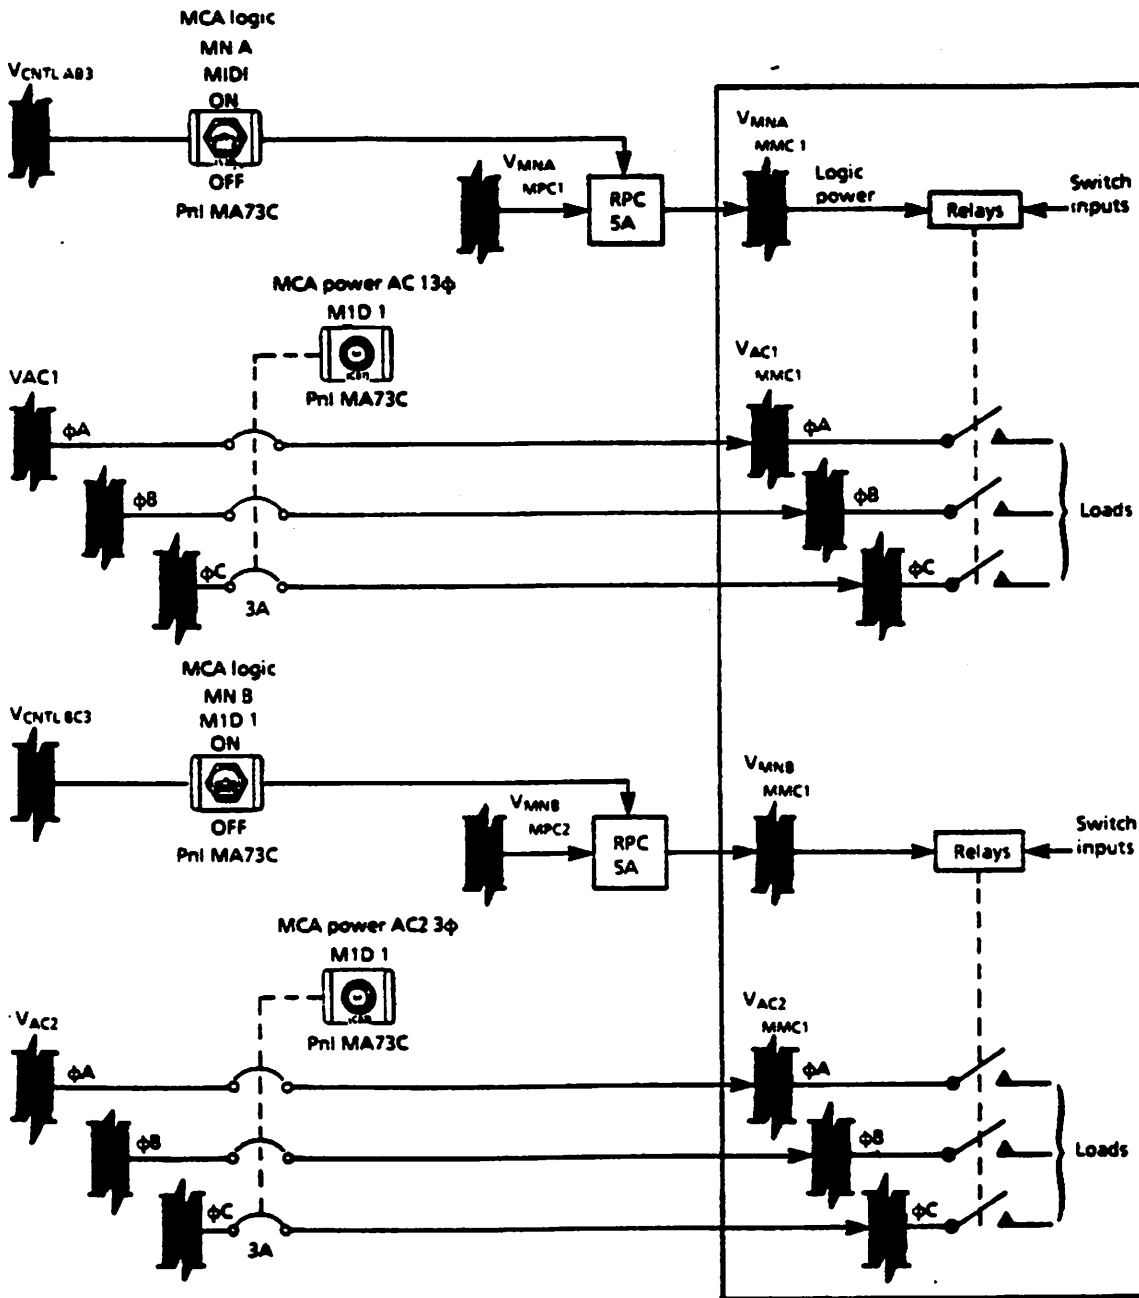 MCA logic
MN A
MIDI
ON
OFF
Pnl MA73C
VCNTL AB3
VMNA
MPC1
RPC
5A
VMNA
MMC 1
Logic
power
Relays
Switch
inputs
MCA power AC 13ϕ
M1D 1
Pnl MA73C
VAC1
ϕA
ϕB
ϕC
3A
VAC1
MMC1
ϕA
ϕB
ϕC
Loads
MCA logic
MN B
M1D 1
ON
OFF
Pnl MA73C
VCNTL BC3
VMNB
MPC2
RPC
5A
VMNB
MMC1
Relays
Switch
inputs
MCA power AC2 3ϕ
M1D 1
Pnl MA73C
VAC2
ϕA
ϕB
ϕC
3A
VAC2
MMC1
ϕA
ϕB
ϕC
Loads